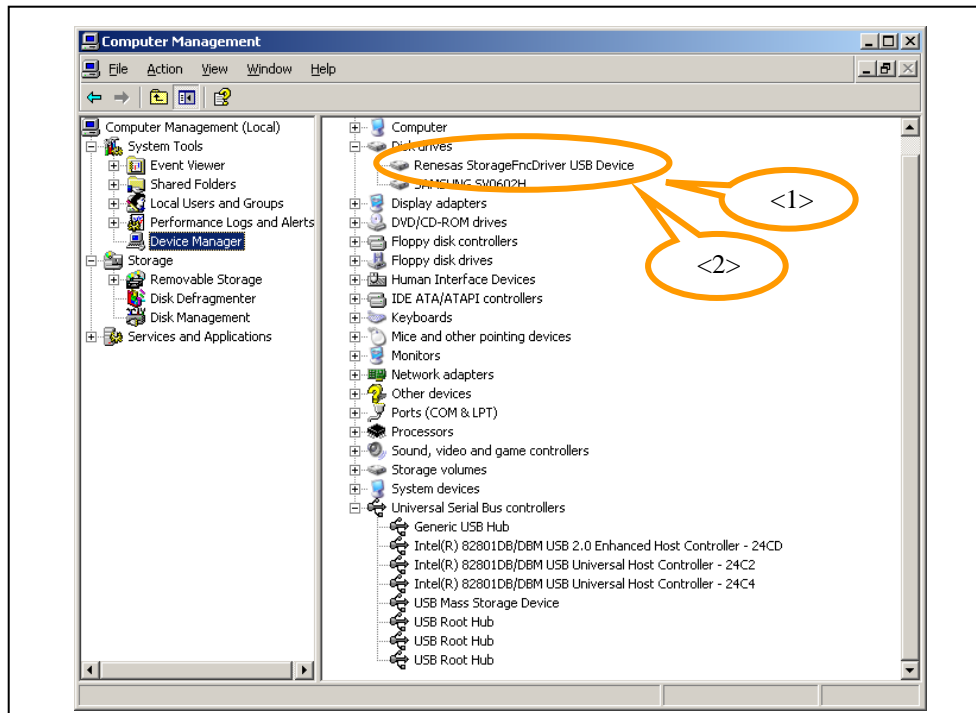 Computer Management
File Action View Window Help
Computer Management (Local)
System Tools
Event Viewer
Shared Folders
Local Users and Groups
Performance Logs and Alerts
Device Manager
Storage
Removable Storage
Disk Defragmenter
Disk Management
Services and Applications
Computer
Disk drives
Renesas StorageFncDriver USB Device
SAMSUNG SV0602H
Display adapters
DVD/CD-ROM drives
Floppy disk controllers
Floppy disk drives
Human Interface Devices
IDE ATA/ATAPI controllers
Keyboards
Mice and other pointing devices
Monitors
Network adapters
Other devices
Ports (COM & LPT)
Processors
Sound, video and game controllers
Storage volumes
System devices
Universal Serial Bus controllers
Generic USB Hub
Intel(R) 82801DB/DBM USB 2.0 Enhanced Host Controller - 24CD
Intel(R) 82801DB/DBM USB Universal Host Controller - 24C2
Intel(R) 82801DB/DBM USB Universal Host Controller - 24C4
USB Mass Storage Device
USB Root Hub
USB Root Hub
USB Root Hub
<1>
<2>